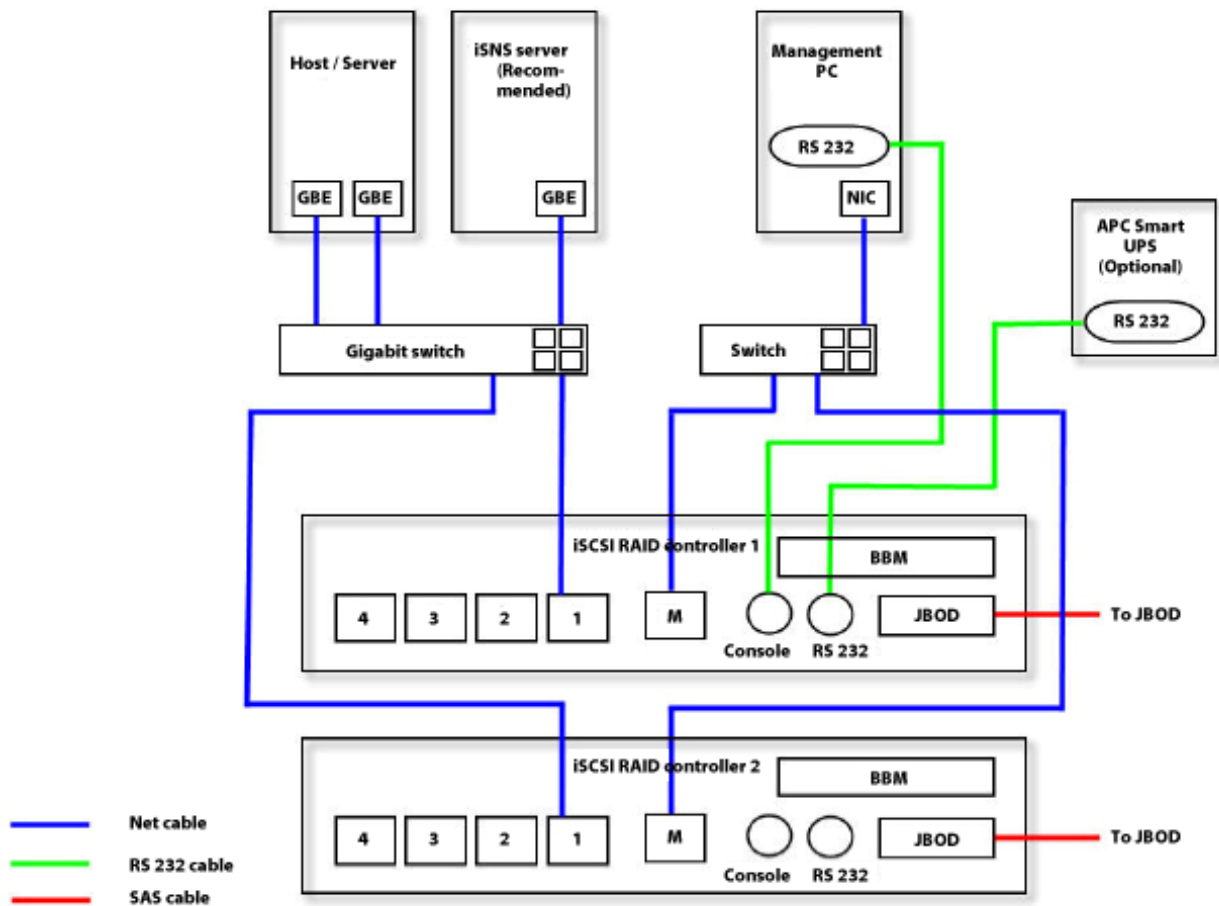 Host / Server
GBE
GBE
iSNS server
(Recom-
mended)
GBE
Management
PC
RS 232
NIC
APC Smart
UPS
(Optional)
RS 232
Gigabit switch
Switch
iSCSI RAID controller 1
BBM
4
3
2
1
M
Console
RS 232
JBOD
To JBOD
iSCSI RAID controller 2
BBM
4
3
2
1
M
Console
RS 232
JBOD
To JBOD
Net cable
RS 232 cable
SAS cable